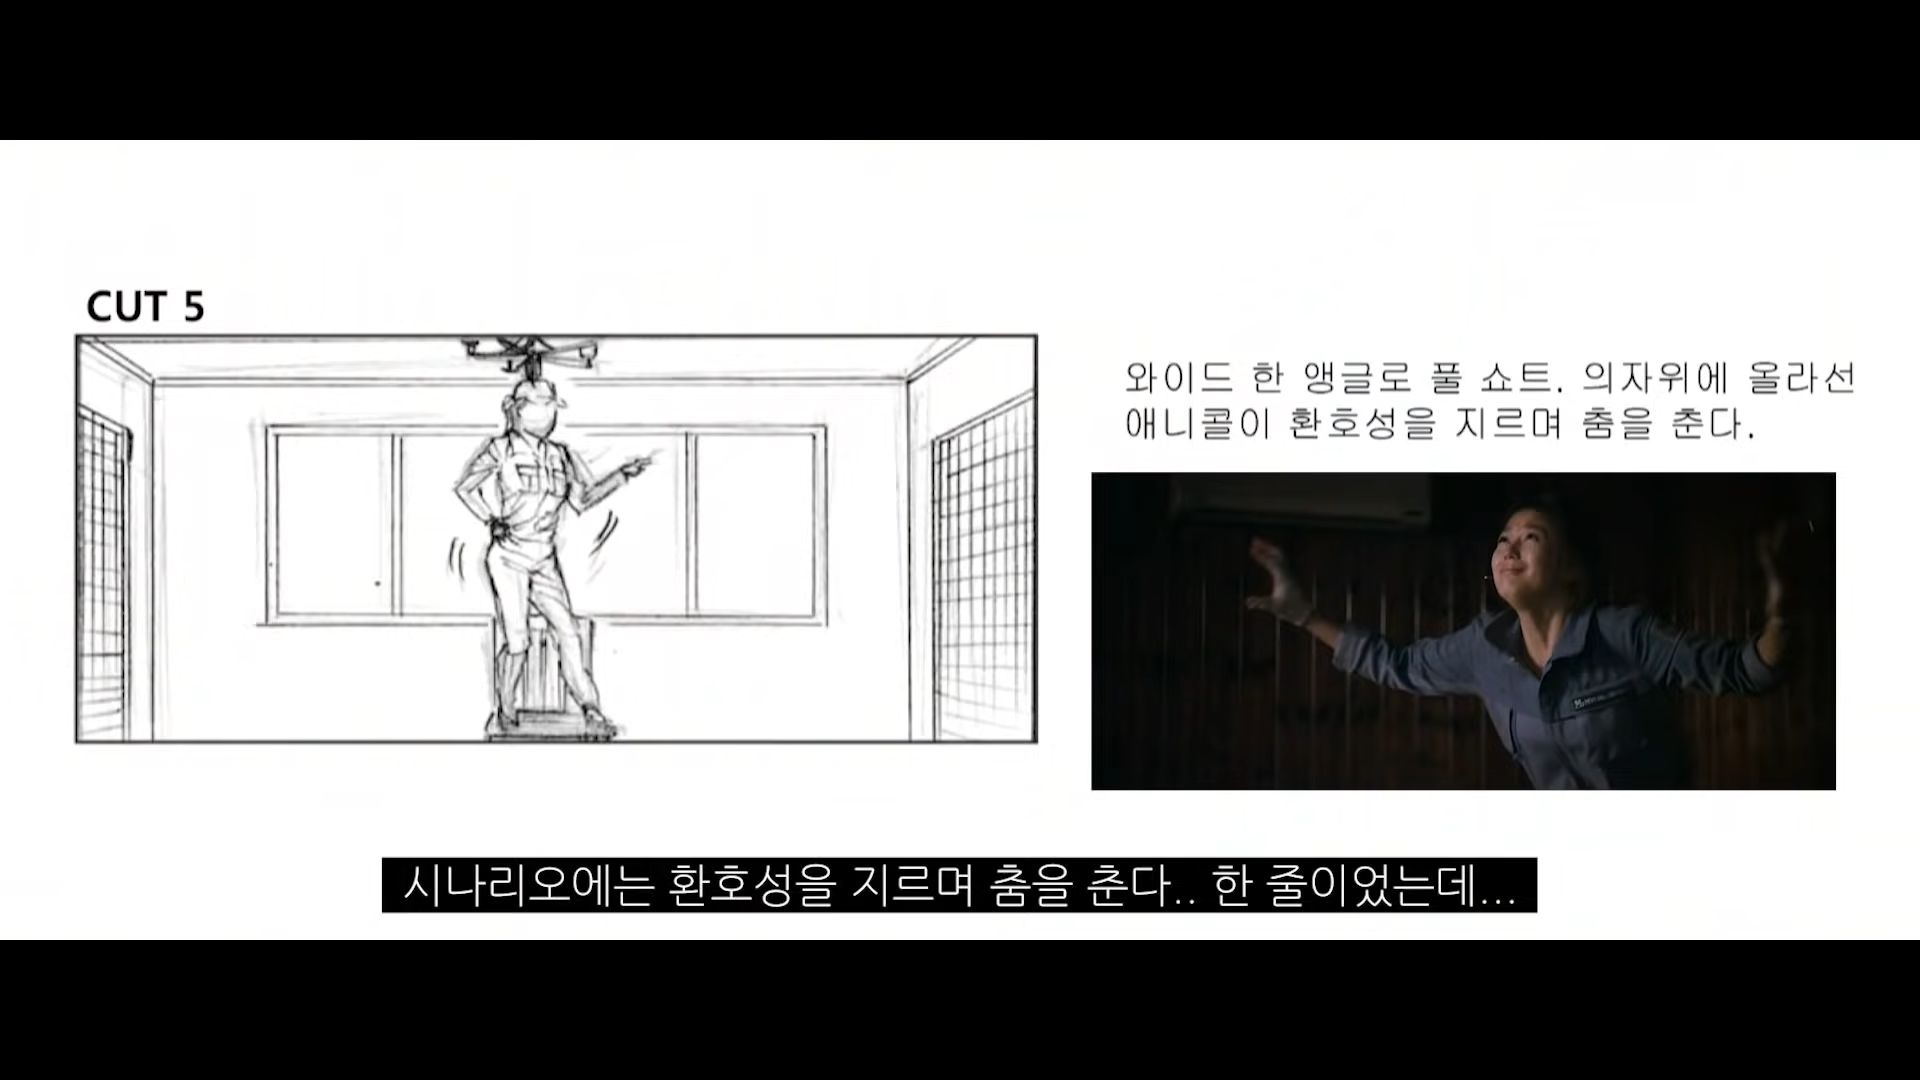 CUT 5
와이드 한 앵글로 풀 쇼트. 의자위에 올라선
애니콜이 환호성을 지르며 춤을 춘다.
시나리오에는 환호성을 지르며 춤을 춘다.. 한 줄이었는데...